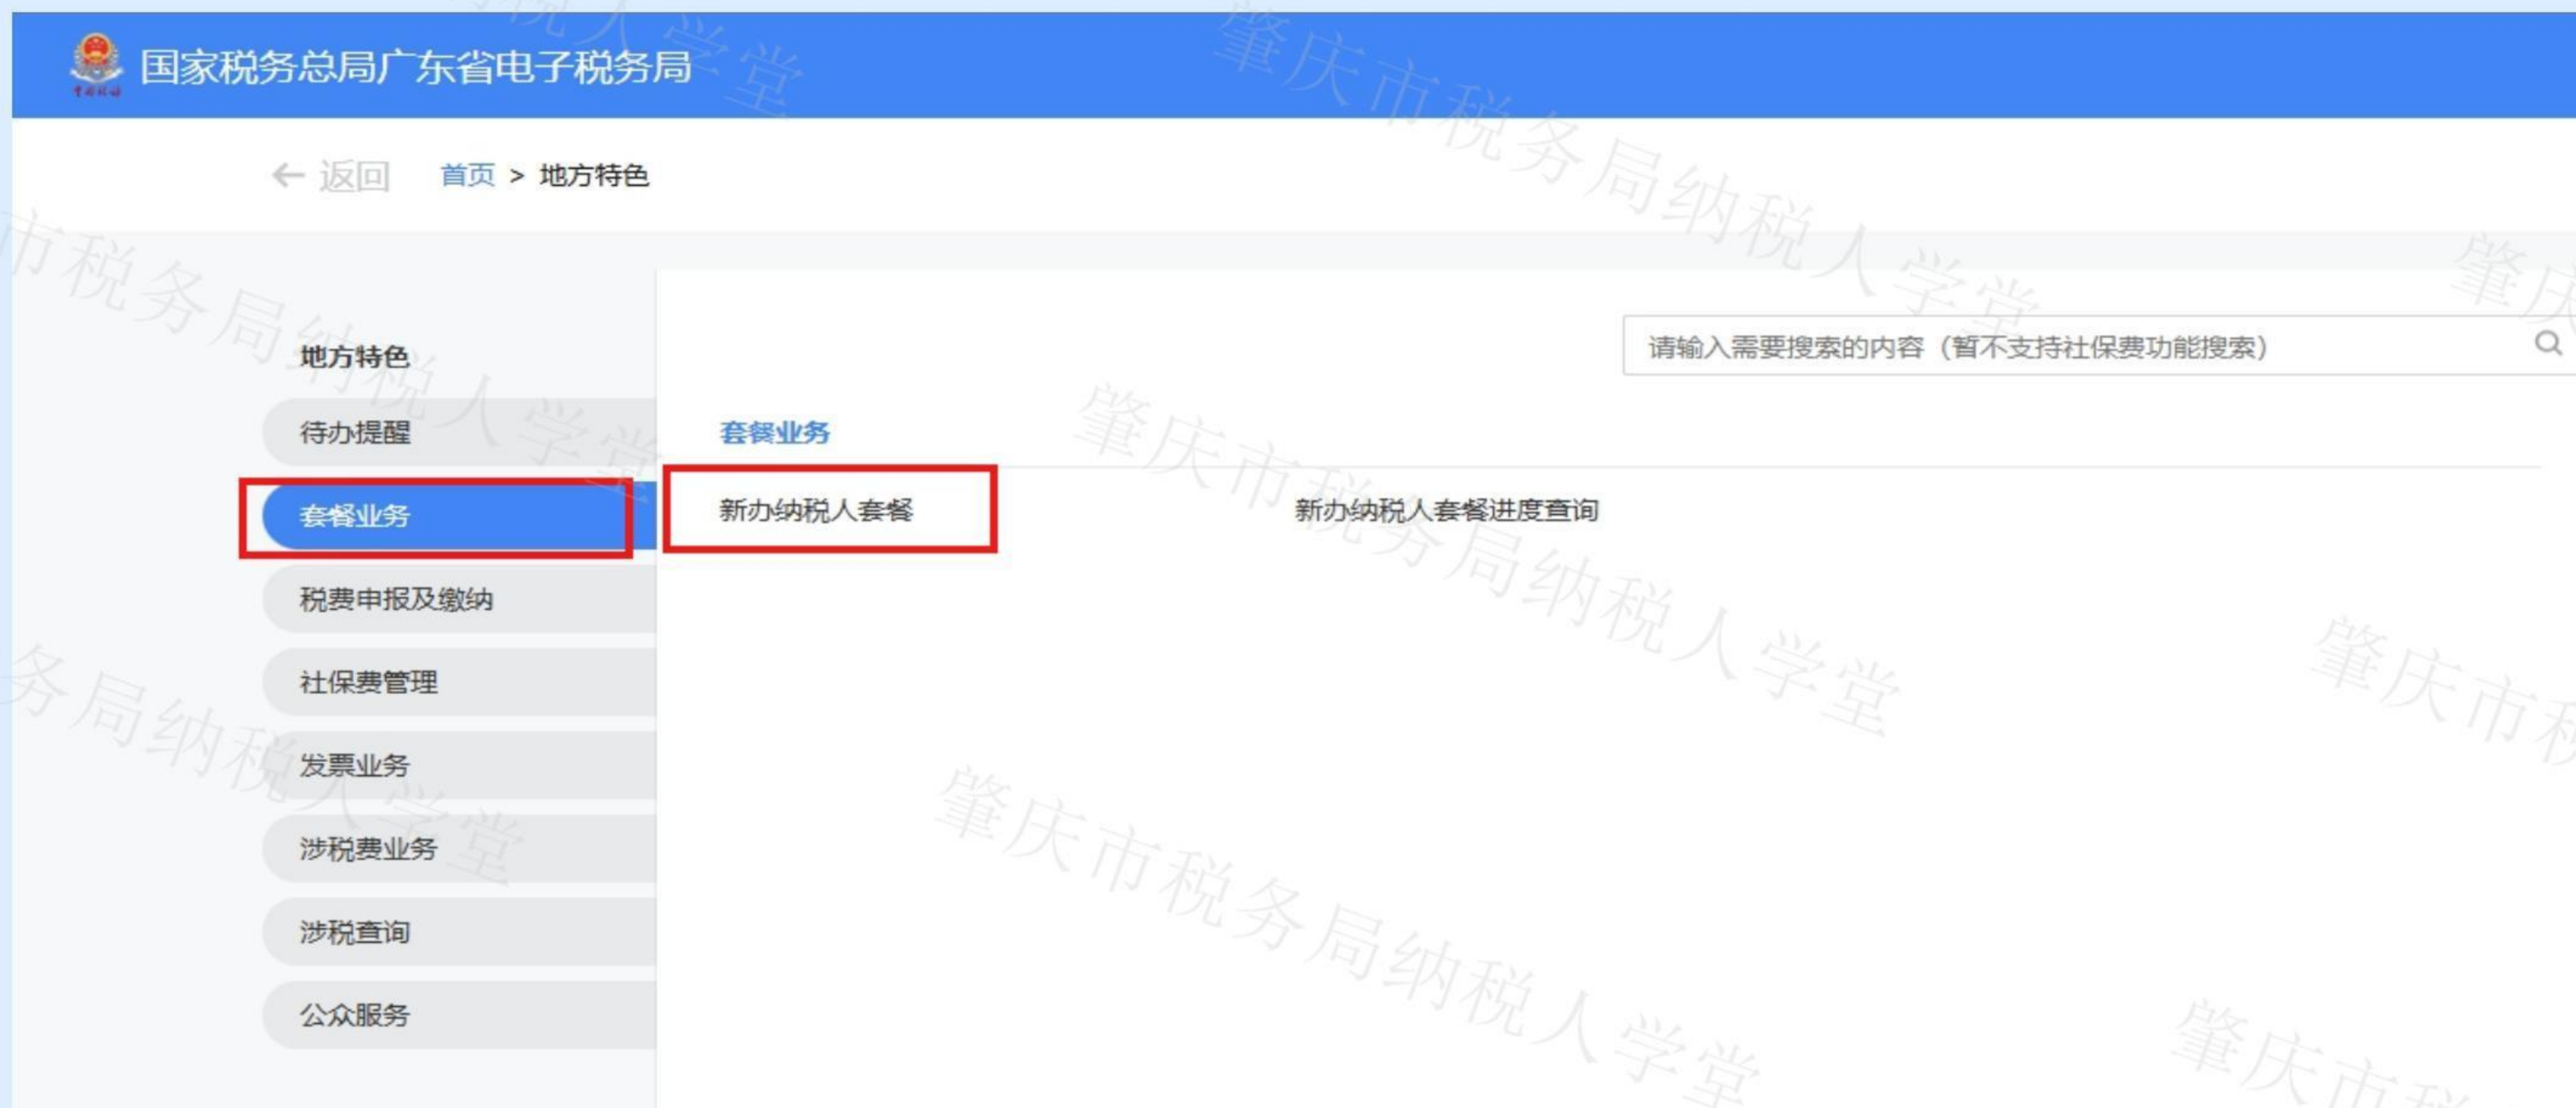 国家税务总局广东省电子税务局
中国税务
← 返回 首页 > 地方特色
请输入需要搜索的内容（暂不支持社保费功能搜索）
地方特色
待办提醒
套餐业务
税费申报及缴纳
社保费管理
发票业务
涉税费业务
涉税查询
公众服务
套餐业务
新办纳税人套餐 新办纳税人套餐进度查询
肇庆市税务局纳税人学堂